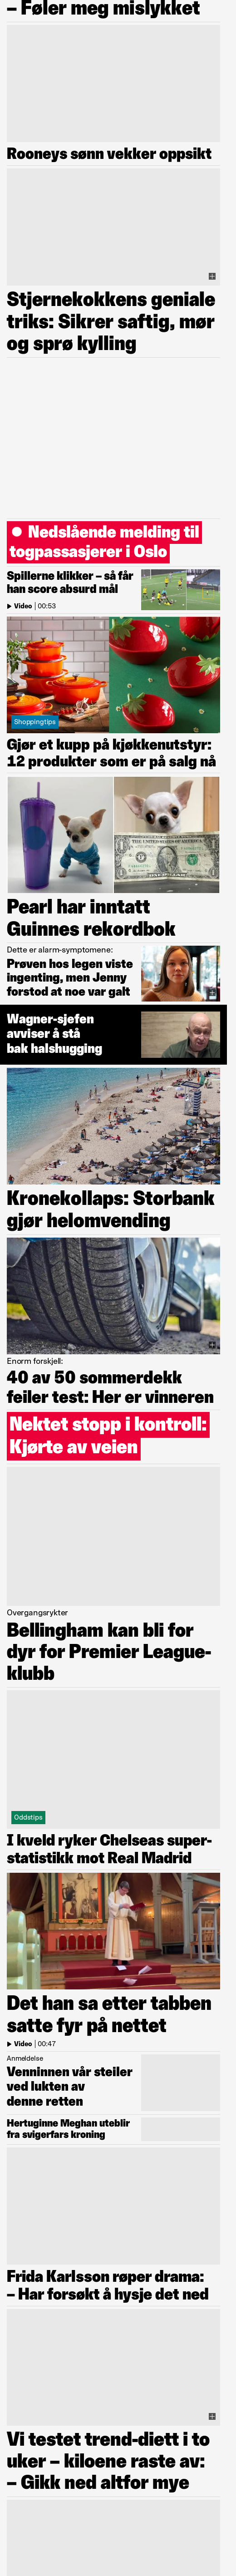 – Føler meg mislykket
Rooneys sønn vekker oppsikt
Stjernekokkens geniale
triks: Sikrer saftig, mør
og sprø kylling
Nedslående melding til
togpassasjerer i Oslo
Spillerne klikker – så får
han score absurd mål
Video | 00:53
Shoppingtips
Gjør et kupp på kjøkkenutstyr:
12 produkter som er på salg nå
THE UNITED STATES OF AMERICA
Pearl har inntatt
Guinnes rekordbok
Dette er alarm-symptomene:
Prøven hos legen viste
ingenting, men Jenny
forstod at noe var galt
Wagner-sjefen
avviser å stå
bak halshugging
Kronekollaps: Storbank
gjør helomvending
Enorm forskjell:
40 av 50 sommerdekk
feiler test: Her er vinneren
Nektet stopp i kontroll:
Kjørte av veien
Overgangsrykter
Bellingham kan bli for
dyr for Premier League-
klubb
Oddstips
I kveld ryker Chelseas super-
statistikk mot Real Madrid
Det han sa etter tabben
satte fyr på nettet
Video | 00:47
Anmeldelse
Venninnen vår steiler
ved lukten av
denne retten
Hertuginne Meghan uteblir
fra svigerfars kroning
Frida Karlsson røper drama:
– Har forsøkt å hysje det ned
Vi testet trend-diett i to
uker – kiloene raste av:
– Gikk ned altfor mye